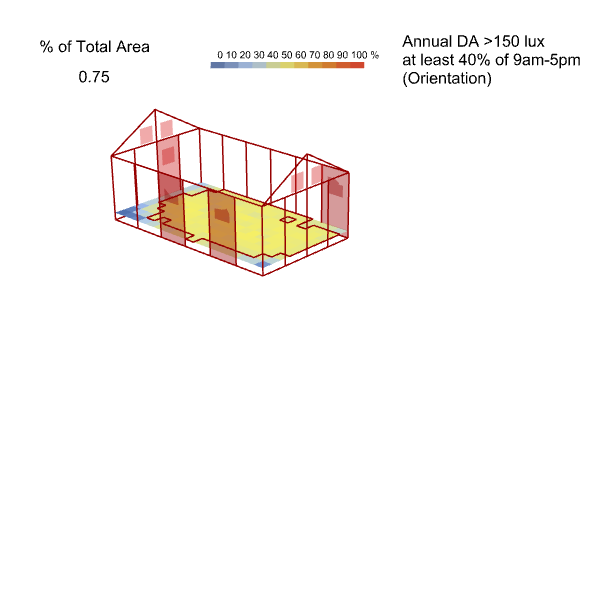 % of Total Area
0.75
0 10 20 30 40 50 60 70 80 90 100 %
Annual DA >150 lux
at least 40% of 9am-5pm
(Orientation)